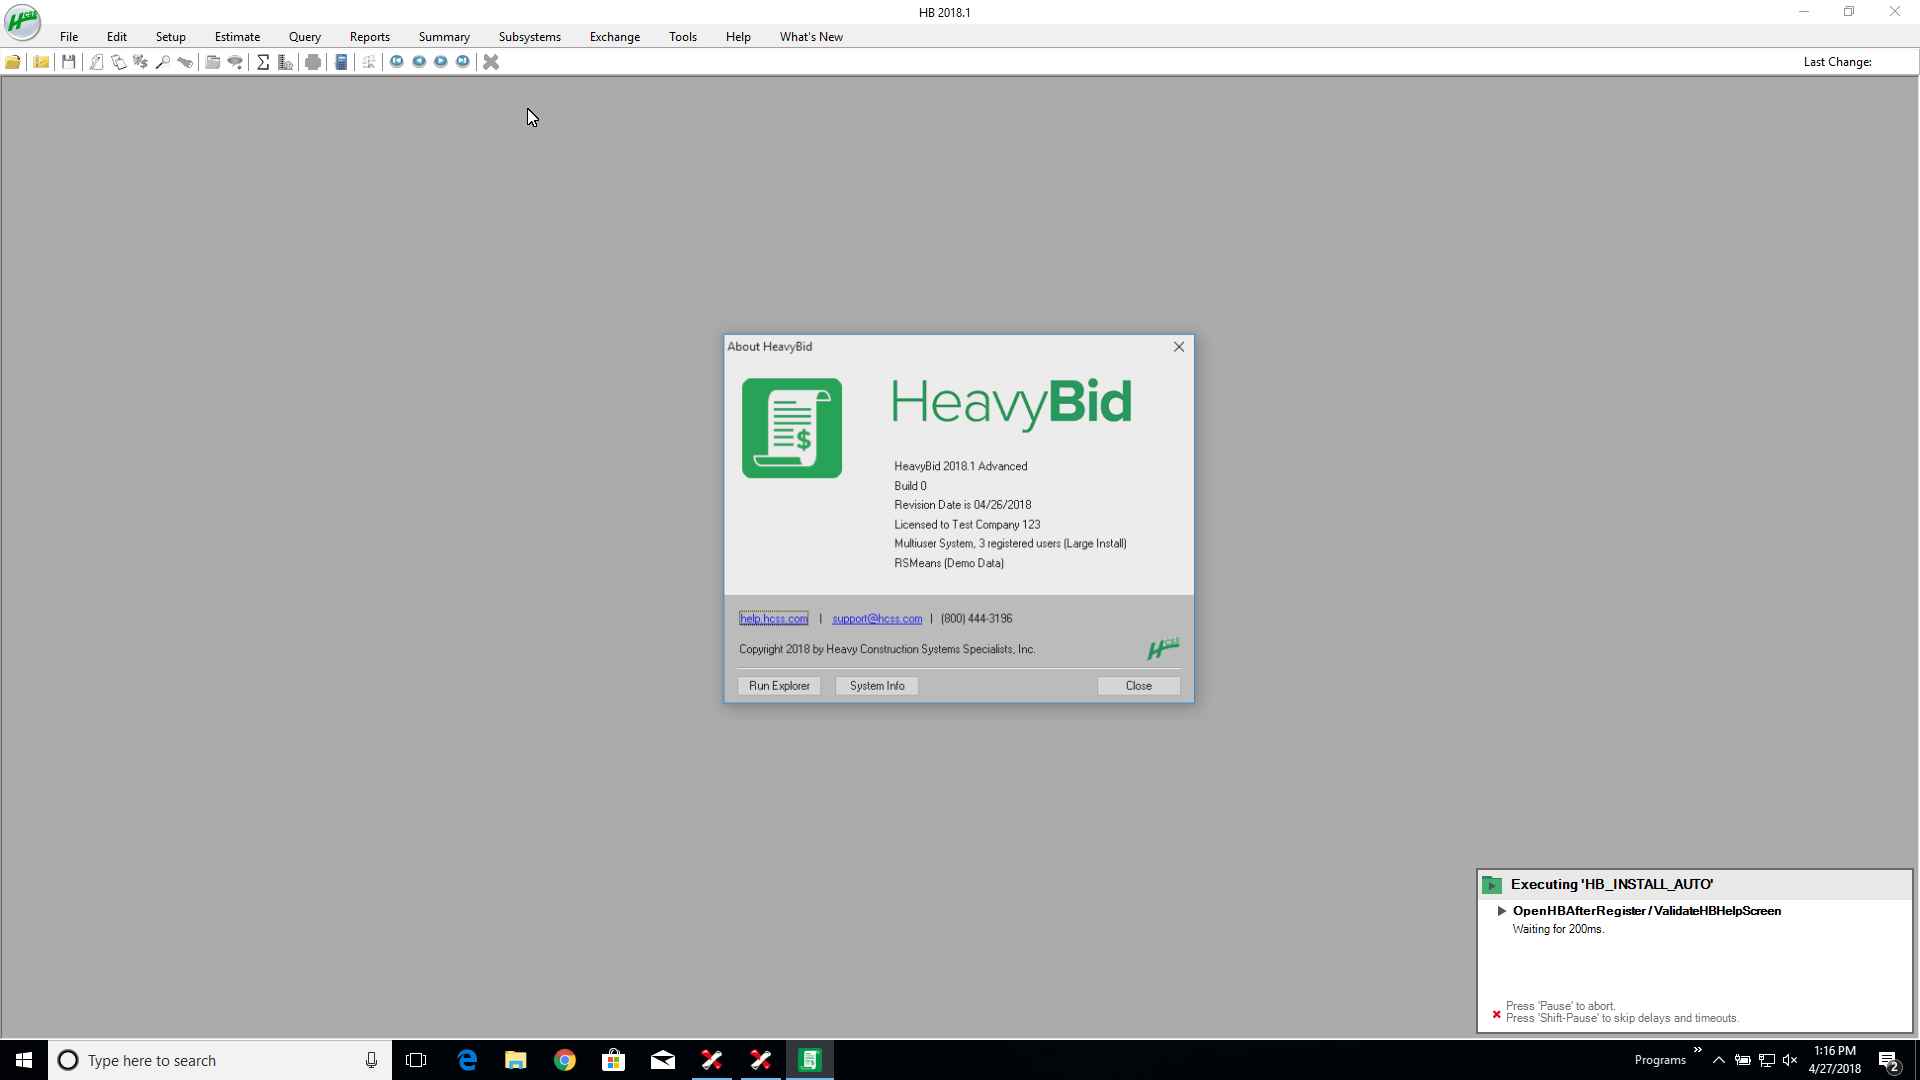 HB 2018.1
HCSS
File Edit Setup Estimate Query Reports Summary Subsystems Exchange Tools Help What's New
Last Change:
About HeavyBid
HeavyBid
$
HeavyBid 2018.1 Advanced
Build 0
Revision Date is 04/26/2018
Licensed to Test Company 123
Multiuser System, 3 registered users (Large Install)
RSMeans (Demo Data)
help.hcss.com | support@hcss.com | (800) 444-3196
Copyright 2018 by Heavy Construction Systems Specialists, Inc.
HCSS
Run Explorer System Info Close
Executing 'HB_INSTALL_AUTO'
OpenHBAfterRegister / ValidateHBHelpScreen
Waiting for 200ms.
Press 'Pause' to abort.
Press 'Shift-Pause' to skip delays and timeouts.
Type here to search
Programs
1:16 PM
4/27/2018
2